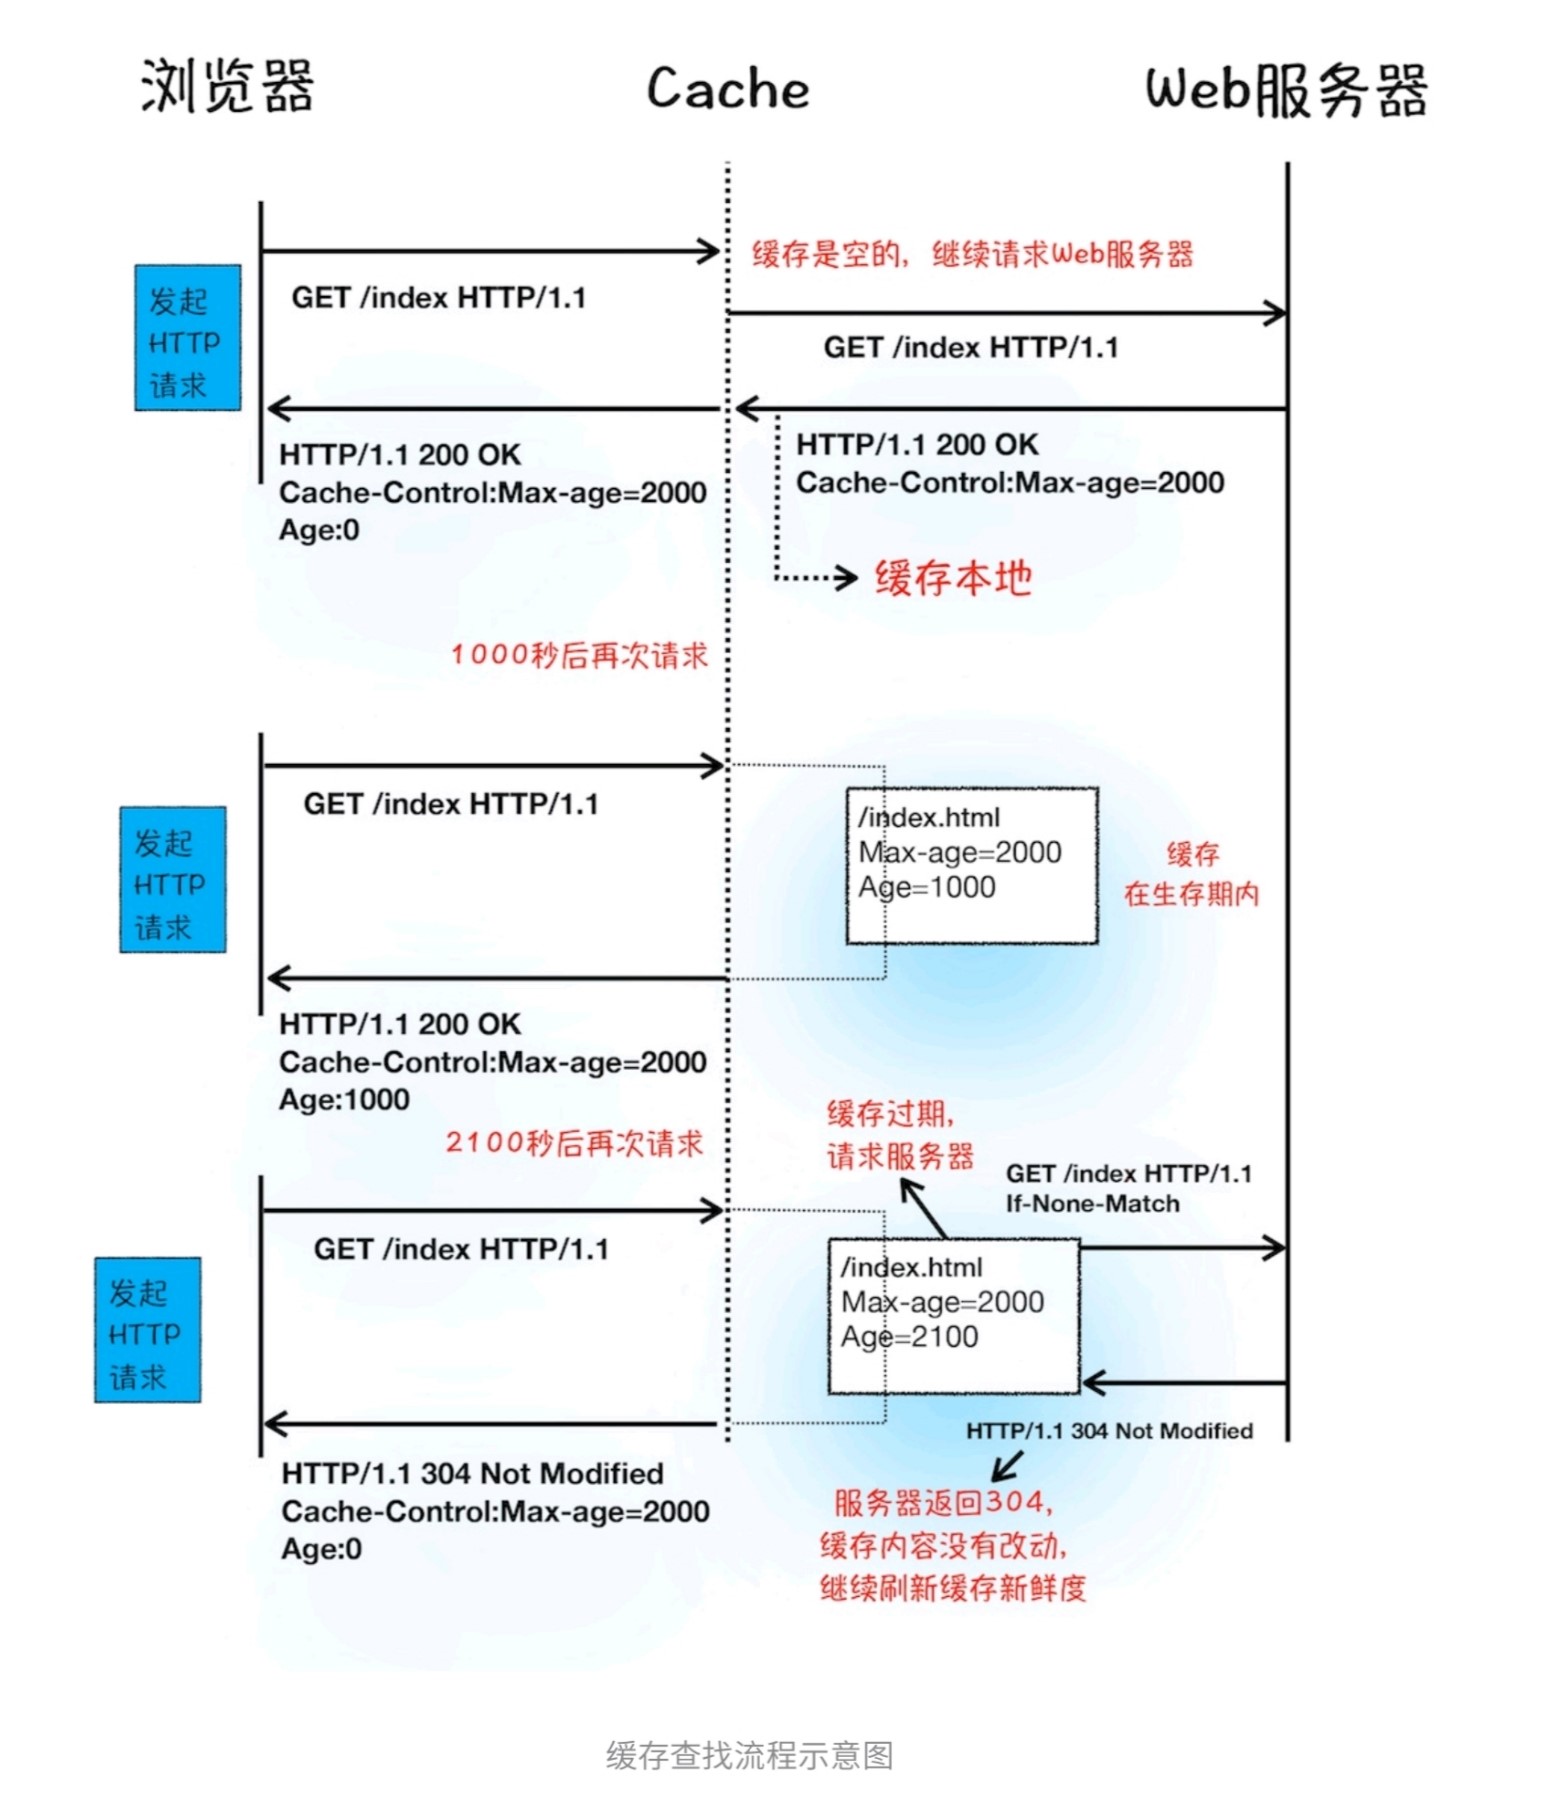 浏览器
Cache
Web服务器
缓存是空的，继续请求Web服务器
GET /index HTTP/1.1
发起
HTTP
请求
GET /index HTTP/1.1
HTTP/1.1 200 OK
Cache-Control:Max-age=2000
Age:0
HTTP/1.1 200 OK
Cache-Control:Max-age=2000
缓存本地
1000秒后再次请求
GET /index HTTP/1.1
发起
HTTP
请求
/index.html
Max-age=2000
Age=1000
缓存
在生存期内
HTTP/1.1 200 OK
Cache-Control:Max-age=2000
Age:1000
2100秒后再次请求
缓存过期，
请求服务器
GET /index HTTP/1.1
If-None-Match
GET /index HTTP/1.1
发起
HTTP
请求
/index.html
Max-age=2000
Age=2100
HTTP/1.1 304 Not Modified
HTTP/1.1 304 Not Modified
Cache-Control:Max-age=2000
Age:0
服务器返回304，
缓存内容没有改动，
继续刷新缓存新鲜度
缓存查找流程示意图